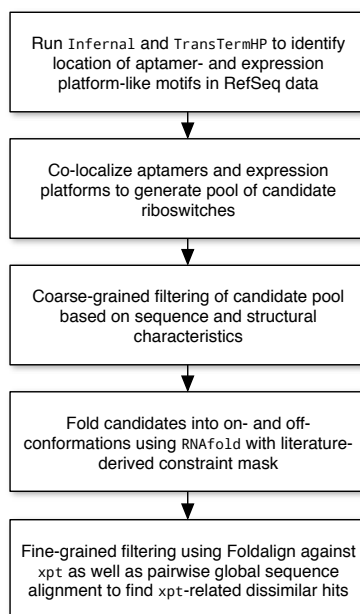 Run Infernal and TransTermHP to identify
location of aptamer- and expression
platform-like motifs in RefSeq data
Co-localize aptamers and expression
platforms to generate pool of candidate
riboswitches
Coarse-grained filtering of candidate pool
based on sequence and structural
characteristics
Fold candidates into on- and off-
conformations using RNAfold with literature-
derived constraint mask
Fine-grained filtering using Foldalign against
xpt as well as pairwise global sequence
alignment to find xpt-related dissimilar hits